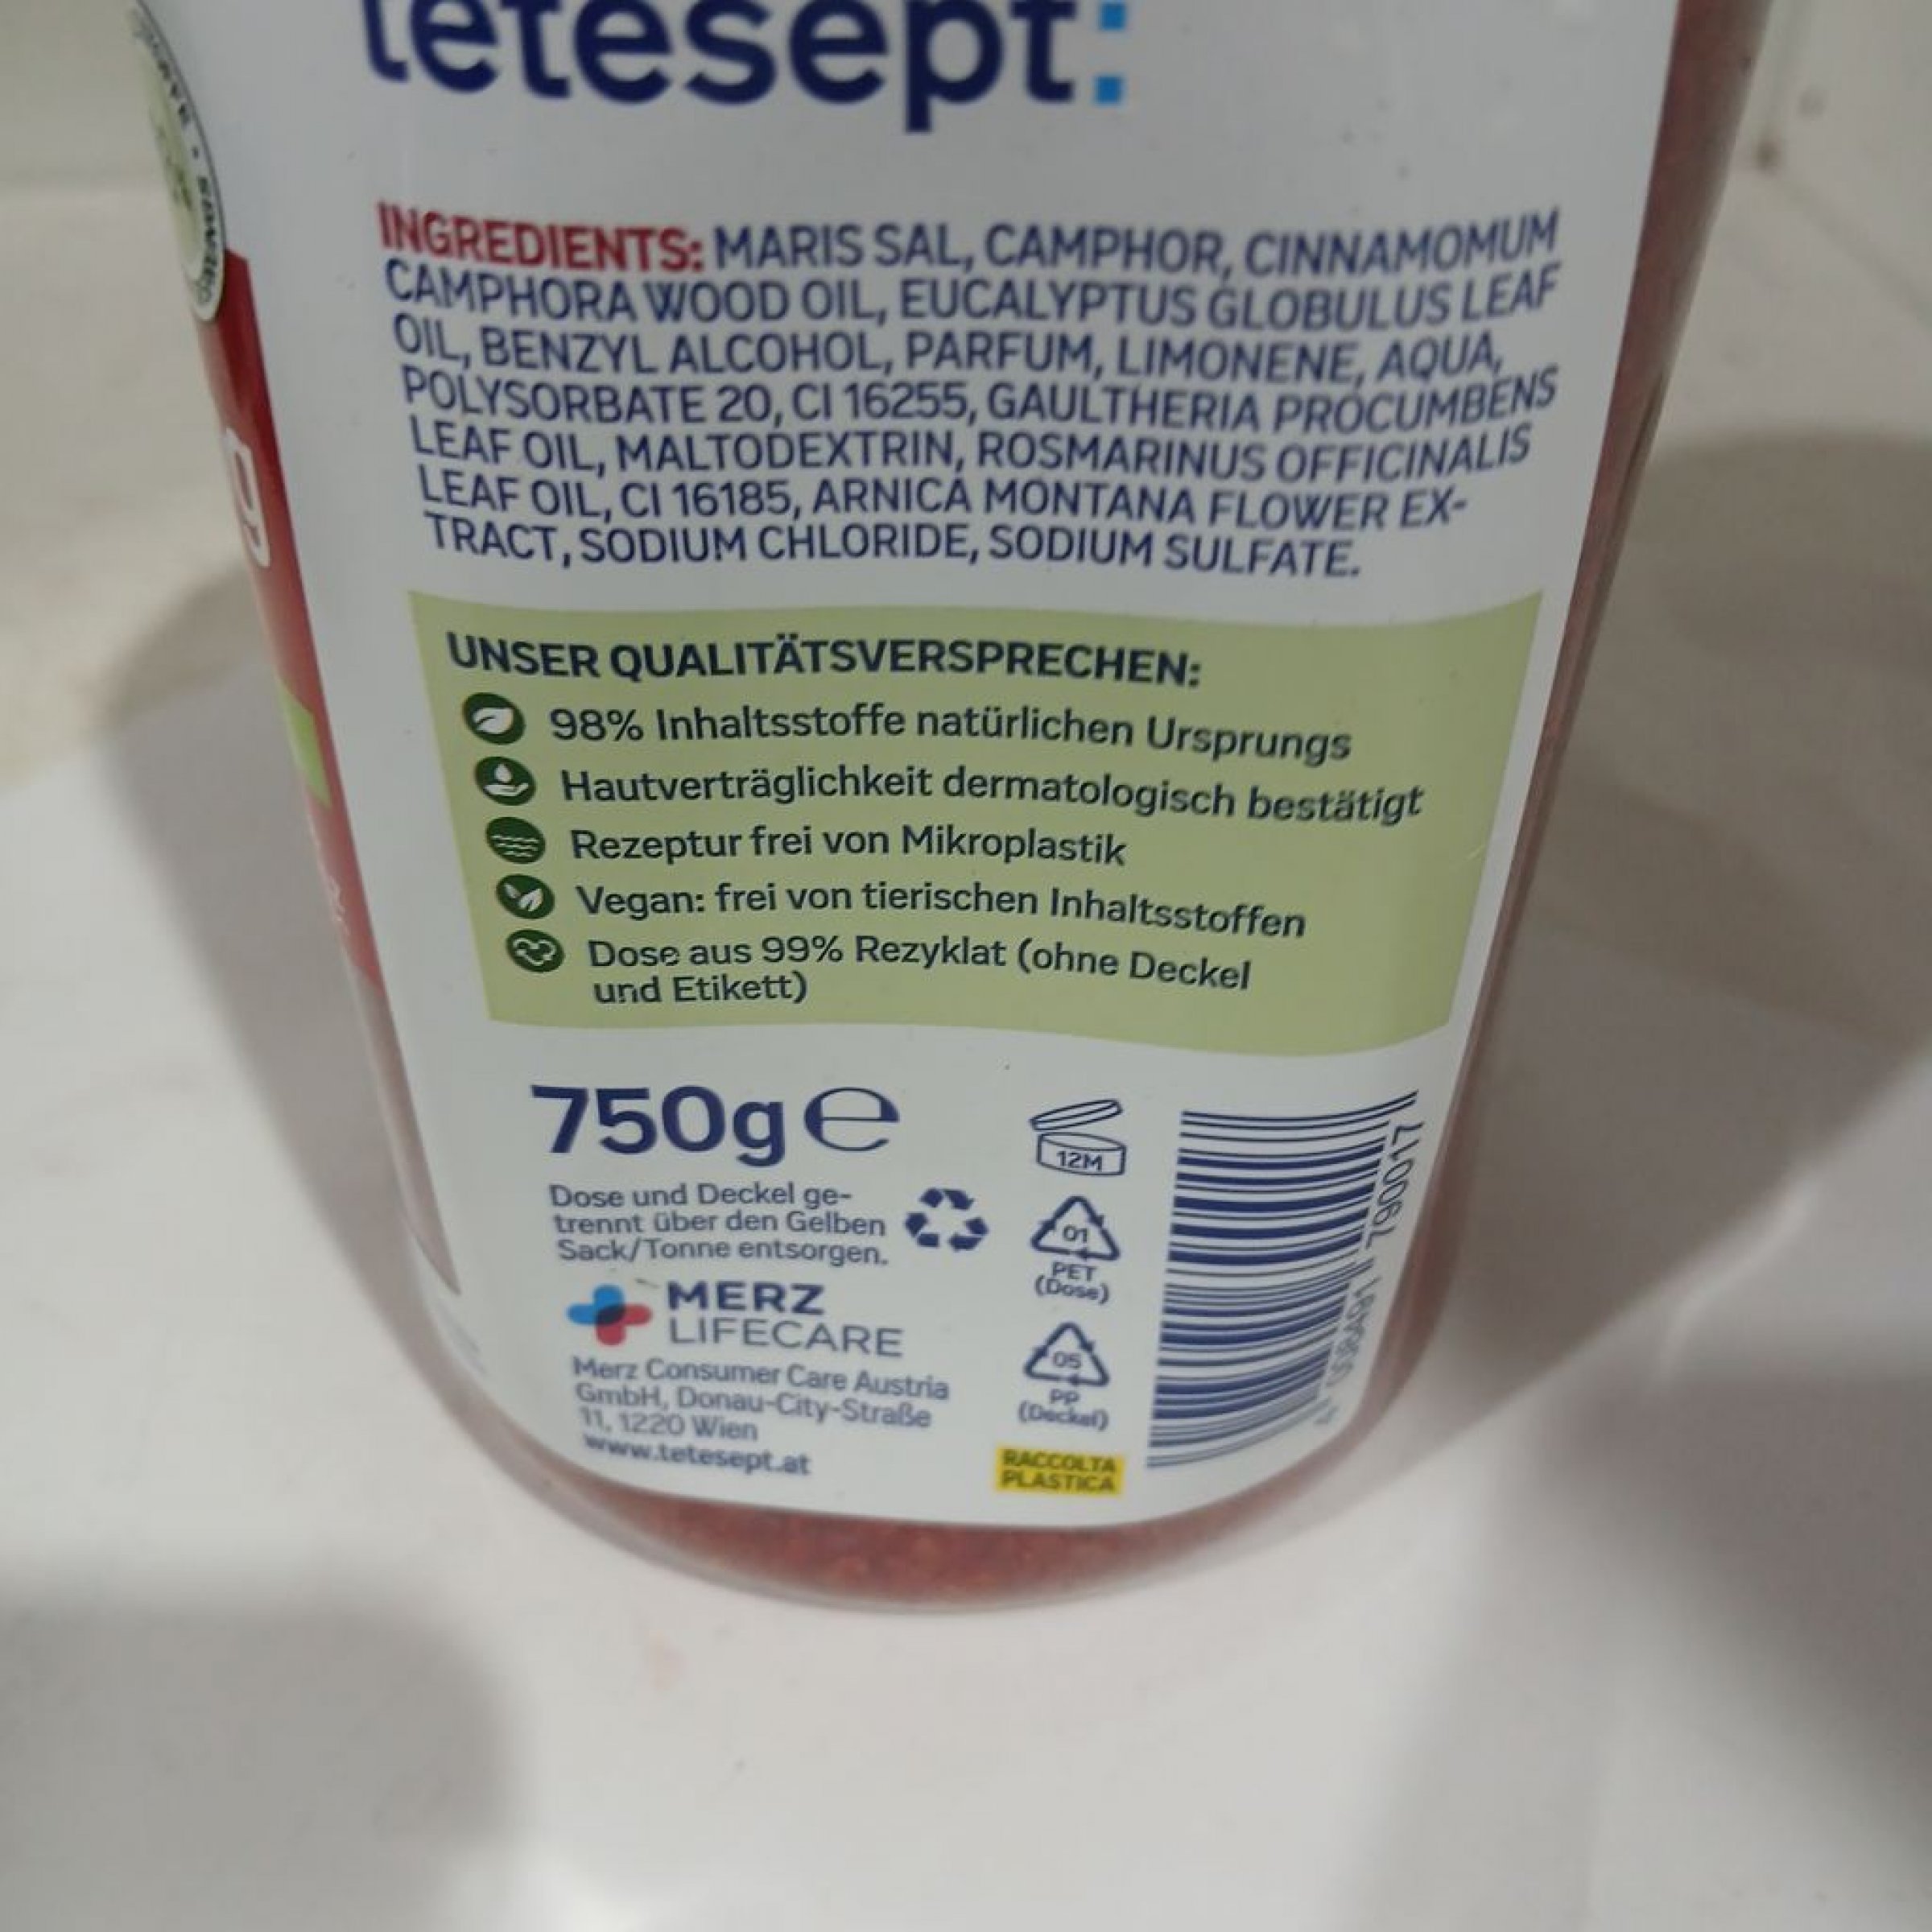 tetesept:
INGREDIENTS: MARIS SAL, CAMPHOR, CINNAMOMUM
CAMPHORA WOOD OIL, EUCALYPTUS GLOBULUS LEAF
OIL, BENZYL ALCOHOL, PARFUM, LIMONENE, AQUA,
POLYSORBATE 20, CI 16255, GAULTHERIA PROCUMBENS
LEAF OIL, MALTODEXTRIN, ROSMARINUS OFFICINALIS
LEAF OIL, CI 16185, ARNICA MONTANA FLOWER EX-
TRACT, SODIUM CHLORIDE, SODIUM SULFATE.
UNSER QUALITÄTSVERSPRECHEN:
98% Inhaltsstoffe natürlichen Ursprungs
Hautverträglichkeit dermatologisch bestätigt
Rezeptur frei von Mikroplastik
Vegan: frei von tierischen Inhaltsstoffen
Dose aus 99% Rezyklat (ohne Deckel
und Etikett)
750g e
12M
Dose und Deckel ge-
trennt über den Gelben
Sack/Tonne entsorgen.
01
PET
(Dose)
MERZ
LIFECARE
05
PP
(Deckel)
Merz Consumer Care Austria
GmbH, Donau-City-Straße
11, 1220 Wien
www.tetesept.at
RACCOLTA
PLASTICA
4 008491 790017
g